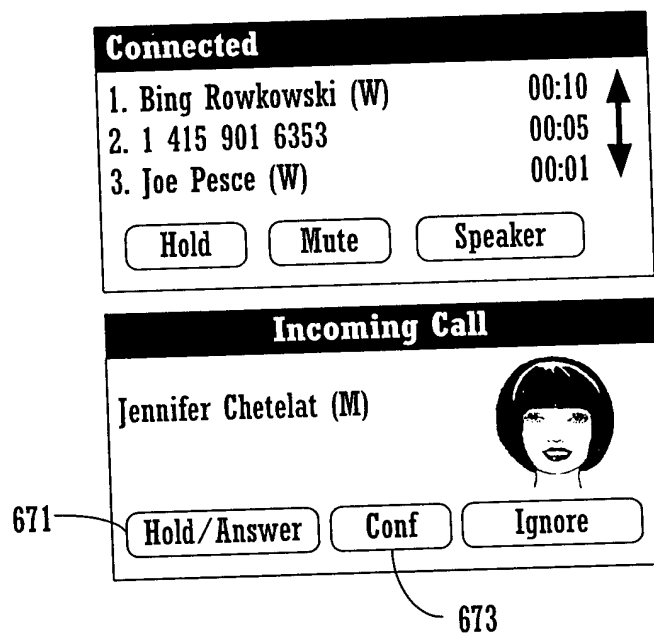 Connected
1. Bing Rowkowski (W) 00:10
2. 1 415 901 6353 00:05
3. Joe Pesce (W) 00:01
Hold Mute Speaker
Incoming Call
Jennifer Chetelat (M)
671 Hold/Answer Conf Ignore
673